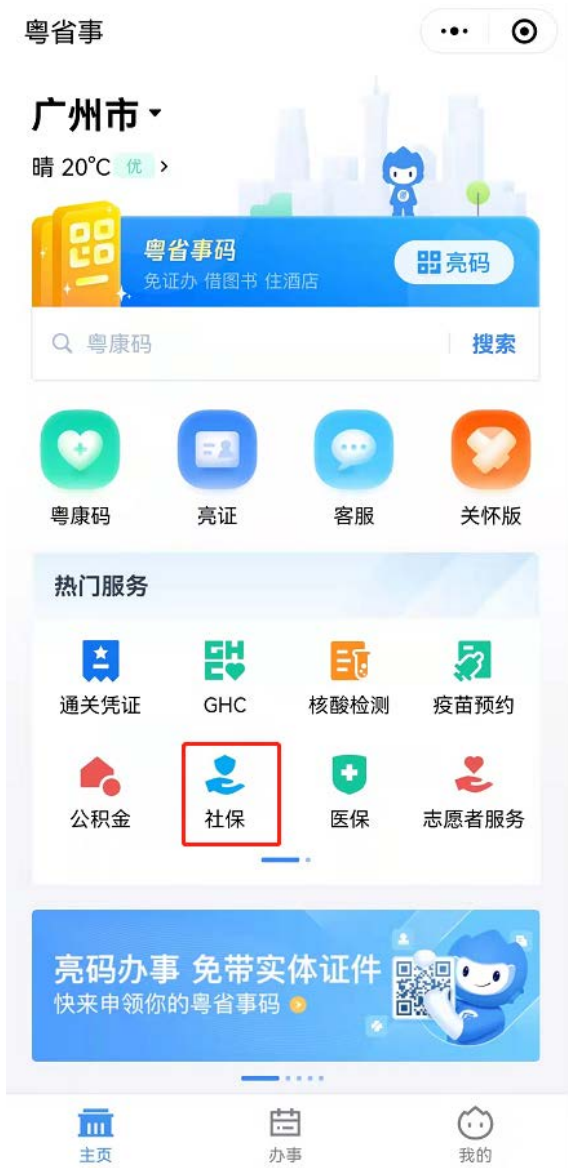 粤省事
广州市
晴 20°C 优
粤省事码
免证办 借图书 住酒店
亮码
粤康码 搜索
粤康码 亮证 客服 关怀版
热门服务
通关凭证 GHC 核酸检测 疫苗预约
公积金 社保 医保 志愿者服务
亮码办事 免带实体证件
快来申领你的粤省事码
主页 办事 我的